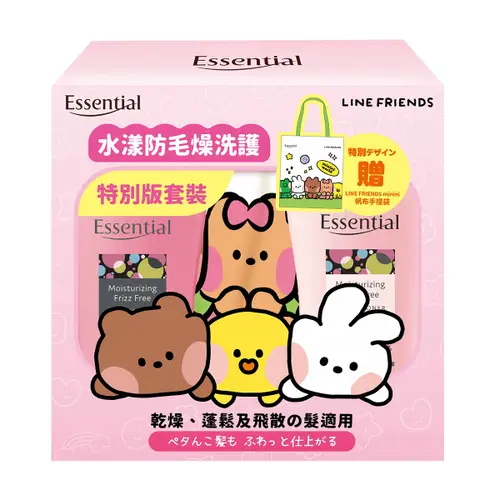 Essential
Essential
LINE FRIENDS
水漾防毛燥洗護
特別デザイン
贈
LINE FRIENDS minini
帆布手提袋
特別版套裝
Essential
Essential
Moisturizing
Frizz Free
Moisturizing
ee
乾燥、蓬鬆及飛散の髮適用
ペタんこ髪も ふわっと仕上がる